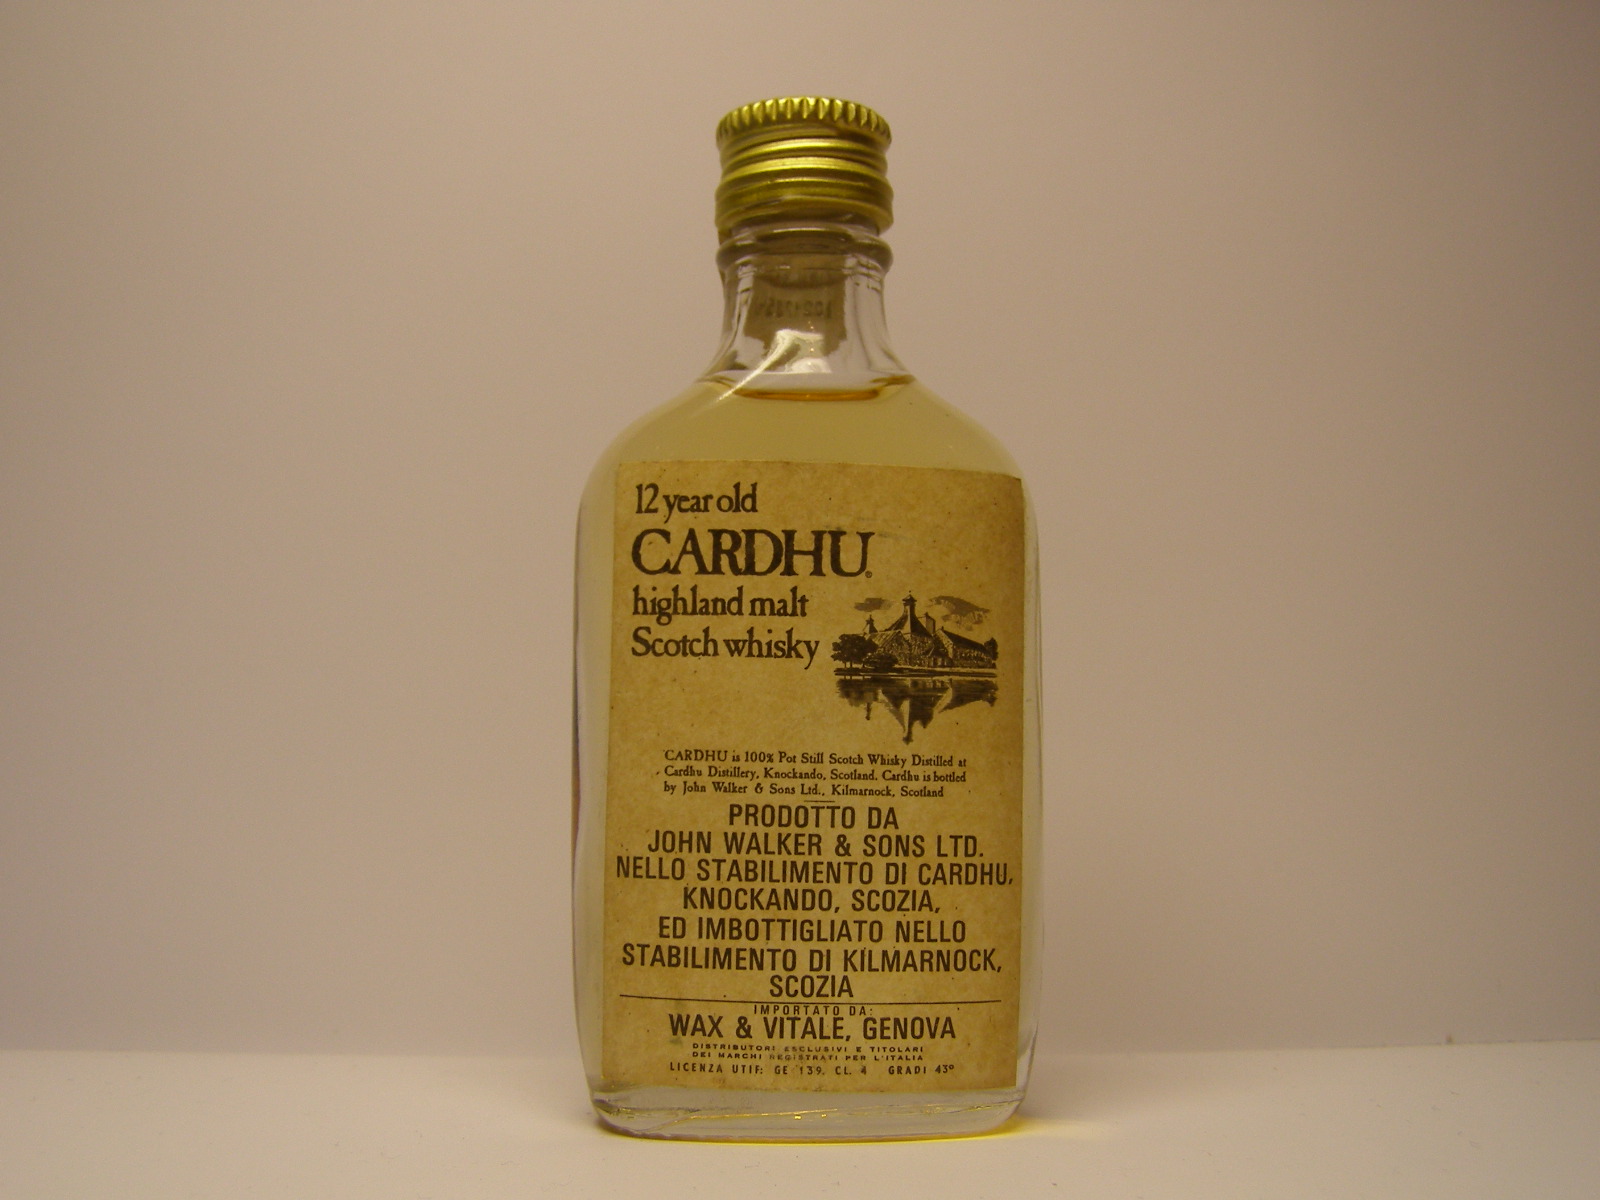 12 year old
CARDHU®
highland malt
Scotch whisky
CARDHU is 100% Pot Still Scotch Whisky Distilled at
Cardhu Distillery, Knockando, Scotland. Cardhu is bottled
by John Walker & Sons Ltd., Kilmarnock, Scotland
PRODOTTO DA
JOHN WALKER & SONS LTD.
NELLO STABILIMENTO DI CARDHU,
KNOCKANDO, SCOZIA,
ED IMBOTTIGLIATO NELLO
STABILIMENTO DI KILMARNOCK,
SCOZIA
IMPORTATO DA:
WAX & VITALE, GENOVA
DISTRIBUTORI ESCLUSIVI E TITOLARI
DEI MARCHI REGISTRATI PER L'ITALIA
LICENZA UTIF: GE 139. CL. 4 GRADI 43º